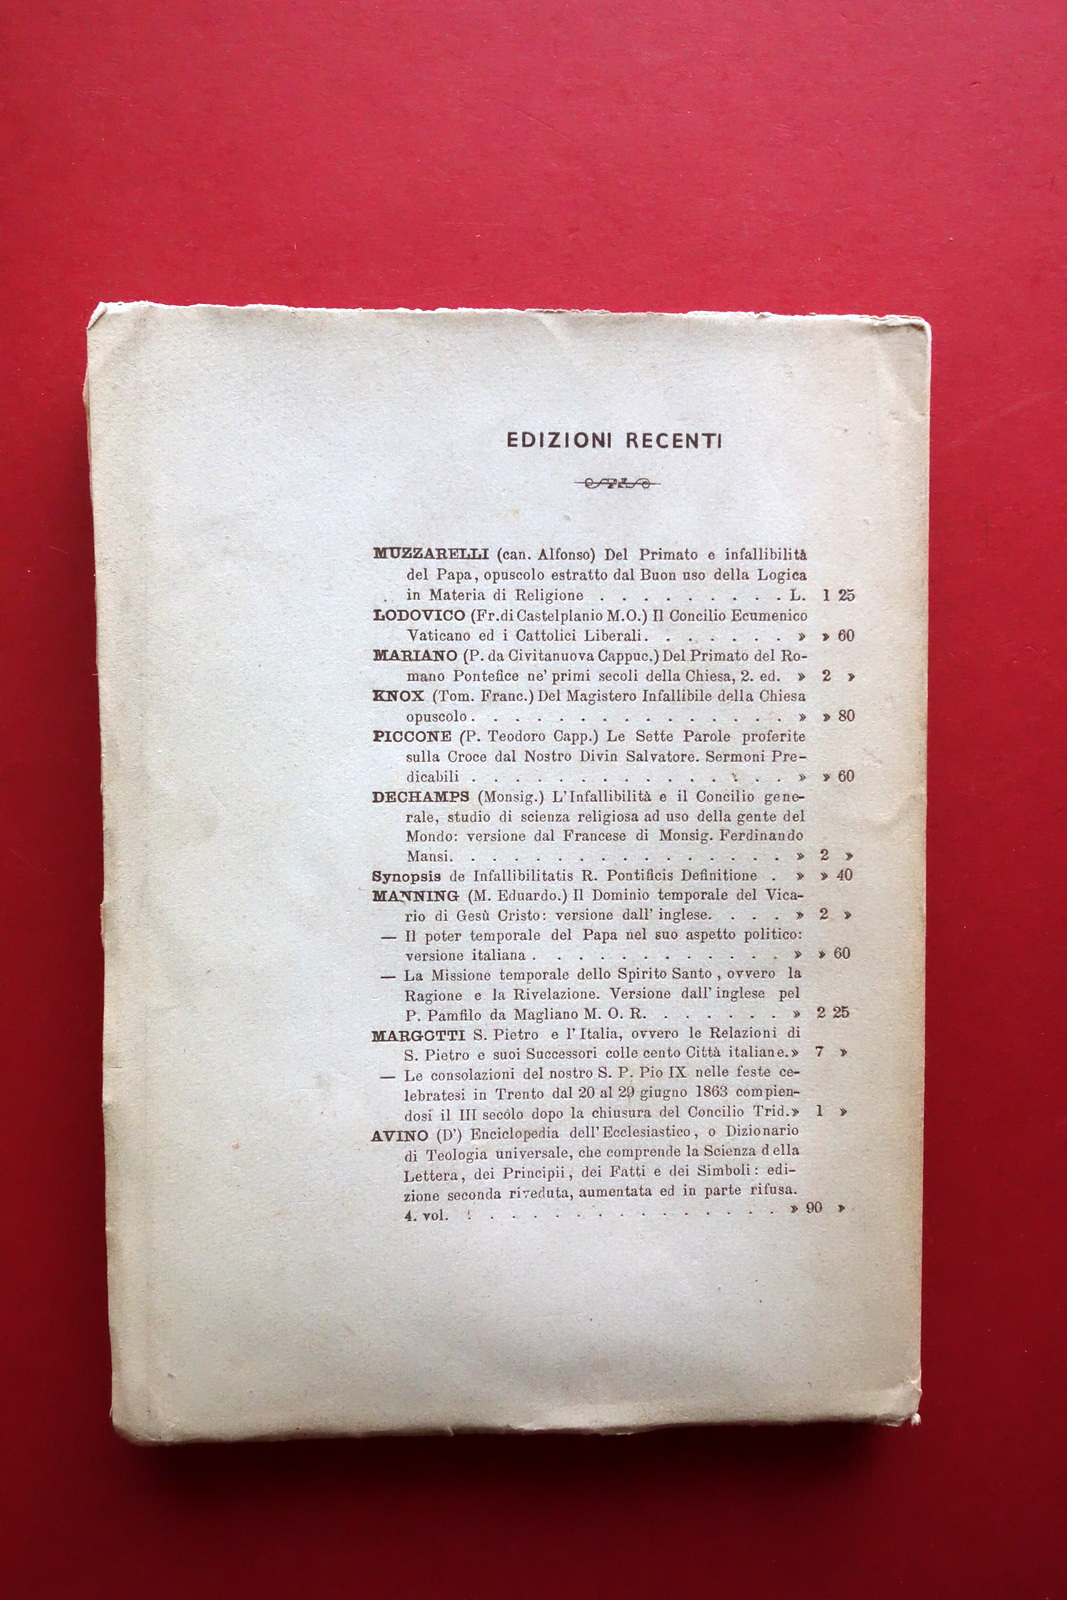 EDIZIONI RECENTI
MUZZARELLI (can. Alfonso) Del Primato e infallibilità
del Papa, opuscolo estratto dal Buon uso della Logica
in Materia di Religione . . . . . . . . . L. 1 25
LODOVICO (Fr. di Castelplanio M.O.) Il Concilio Ecumenico
Vaticano ed i Cattolici Liberali. . . . . . . » » 60
MARIANO (P. da Civitanuova Cappuc.) Del Primato del Ro-
mano Pontefice ne' primi secoli della Chiesa, 2. ed. » 2 »
KNOX (Tom. Franc.) Del Magistero Infallibile della Chiesa
opuscolo . . . . . . . . . . . . . . . . » » 80
PICCONE (P. Teodoro Capp.) Le Sette Parole proferite
sulla Croce dal Nostro Divin Salvatore. Sermoni Pre-
dicabili . . . . . . . . . . . . . . . . » » 60
DECHAMPS (Monsig.) L'Infallibilità e il Concilio gene-
rale, studio di scienza religiosa ad uso della gente del
Mondo: versione dal Francese di Monsig. Ferdinando
Mansi. . . . . . . . . . . . . . . . . » 2 »
Synopsis de Infallibilitatis R. Pontificis Definitione . » » 40
MANNING (M. Eduardo.) Il Dominio temporale del Vica-
rio di Gesù Cristo: versione dall' inglese. . . . . » 2 »
— Il poter temporale del Papa nel suo aspetto politico:
versione italiana . . . . . . . . . . . . » » 60
— La Missione temporale dello Spirito Santo, ovvero la
Ragione e la Rivelazione. Versione dall' inglese pel
P. Pamfilo da Magliano M. O. R. . . . . . . » 2 25
MARGOTTI S. Pietro e l' Italia, ovvero le Relazioni di
S. Pietro e suoi Successori colle cento Città italiane. » 7 »
— Le consolazioni del nostro S. P. Pio IX nelle feste ce-
lebratesi in Trento dal 20 al 29 giugno 1863 compien-
dosi il III secólo dopo la chiusura del Concilio Trid. » 1 »
AVINO (D') Enciclopedia dell' Ecclesiastico, o Dizionario
di Teologia universale, che comprende la Scienza della
Lettera, dei Principii, dei Fatti e dei Simboli: edi-
zione seconda riveduta, aumentata ed in parte rifusa.
4. vol. . . . . . . . . . . . . . . . » 90 »